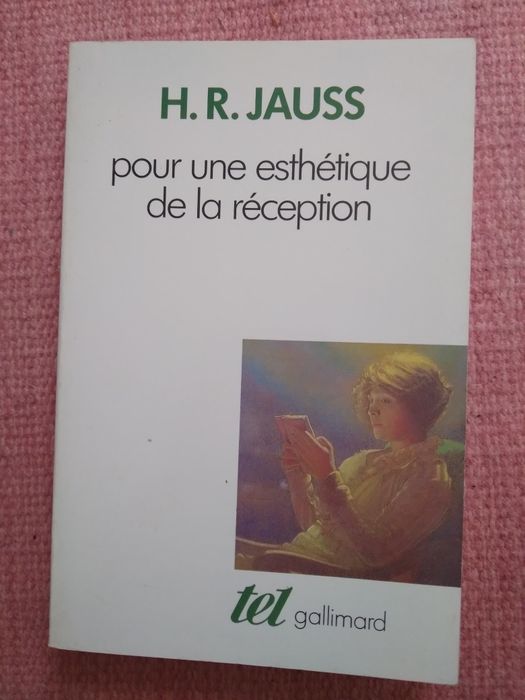 H. R. JAUSS
pour une esthétique
de la réception
tel gallimard